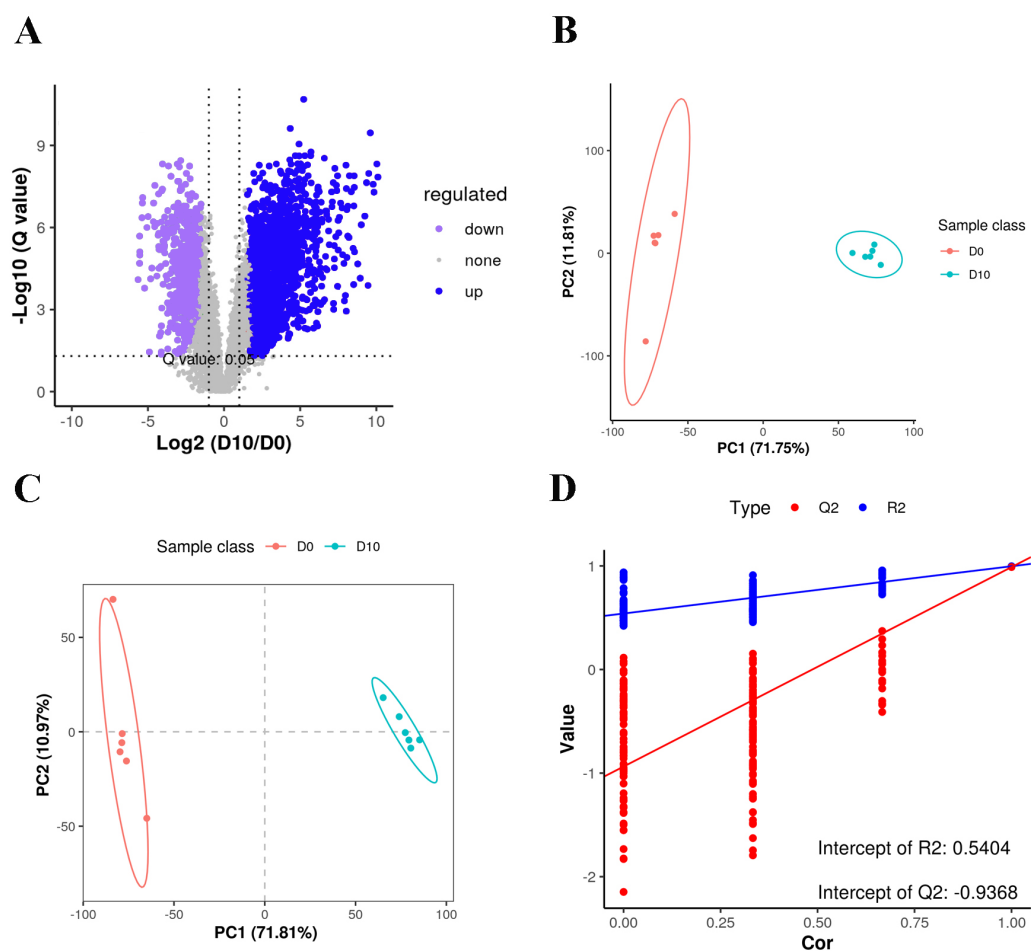 A
-Log10 (Q value)
9
6
3
0
Q value: 0.05
-10
-5
0
5
10
Log2 (D10/D0)
regulated
down
none
up
B
PC2 (11.81%)
100
0
-100
-100
-50
0
50
100
PC1 (71.75%)
Sample class
D0
D10
C
Sample class
D0
D10
PC2 (10.97%)
50
0
-50
-100
-50
0
50
100
PC1 (71.81%)
D
Type
Q2
R2
Value
1
0
-1
-2
Intercept of R2: 0.5404
Intercept of Q2: -0.9368
0.00
0.25
0.50
0.75
1.00
Cor